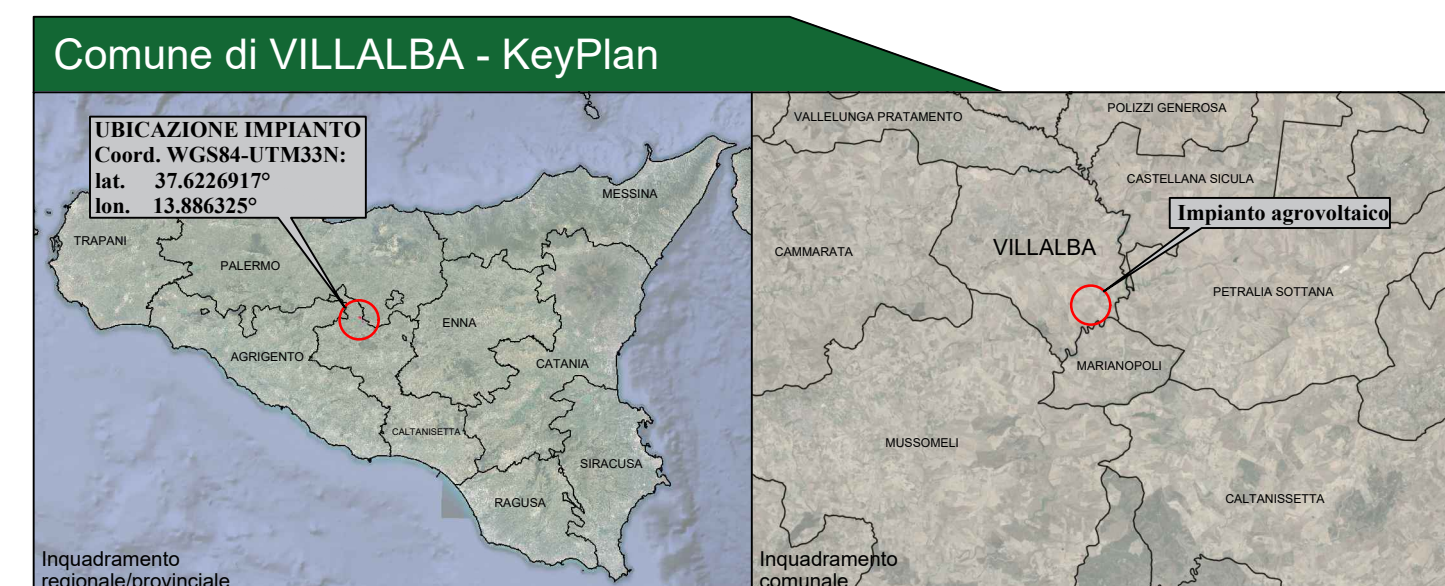 Comune di VILLALBA - KeyPlan
UBICAZIONE IMPIANTO
Coord. WGS84-UTM33N:
lat. 37.6226917°
lon. 13.886325°
MESSINA
TRAPANI
PALERMO
ENNA
AGRIGENTO
CATANIA
CALTANISETTA
SIRACUSA
RAGUSA
Inquadramento
regionale/provinciale
VALLELUNGA PRATAMENTO
POLIZZI GENEROSA
CASTELLANA SICULA
Impianto agrovoltaico
CAMMARATA
VILLALBA
PETRALIA SOTTANA
MARIANOPOLI
MUSSOMELI
CALTANISSETTA
Inquadramento
comunale